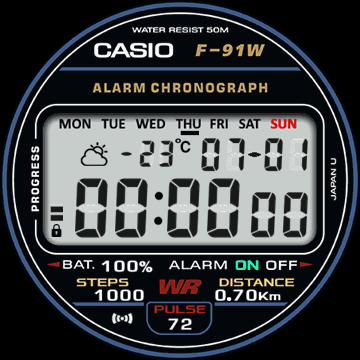 WATER RESIST 50M
CASIO F-91W
ALARM CHRONOGRAPH
MON TUE WED THU FRI SAT SUN
-23°C 07-01
PROGRESS
00:00 00
JAPAN U
BAT. 100% ALARM ON OFF
STEPS WR DISTANCE
1000 0.70Km
PULSE
72